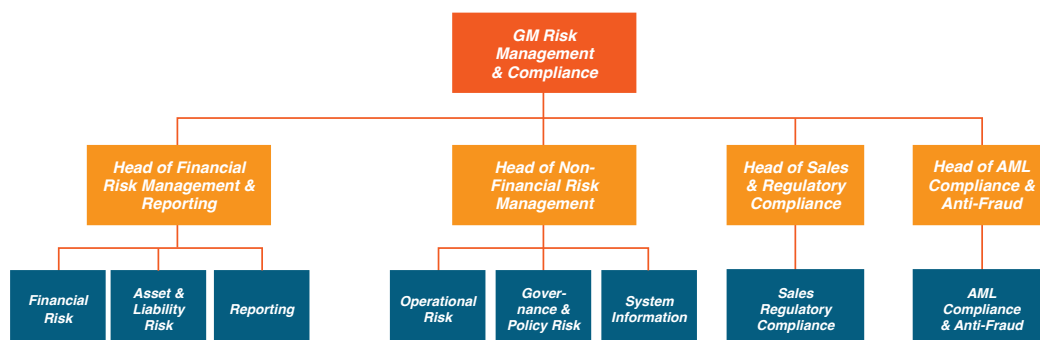 GM Risk
Management
& Compliance
Head of Financial
Risk Management &
Reporting
Head of Non-
Financial Risk
Management
Head of Sales
& Regulatory
Compliance
Head of AML
Compliance &
Anti-Fraud
Financial
Risk
Asset &
Liability
Risk
Reporting
Operational
Risk
Gover-
nance &
Policy Risk
System
Information
Sales
Regulatory
Compliance
AML
Compliance
& Anti-Fraud